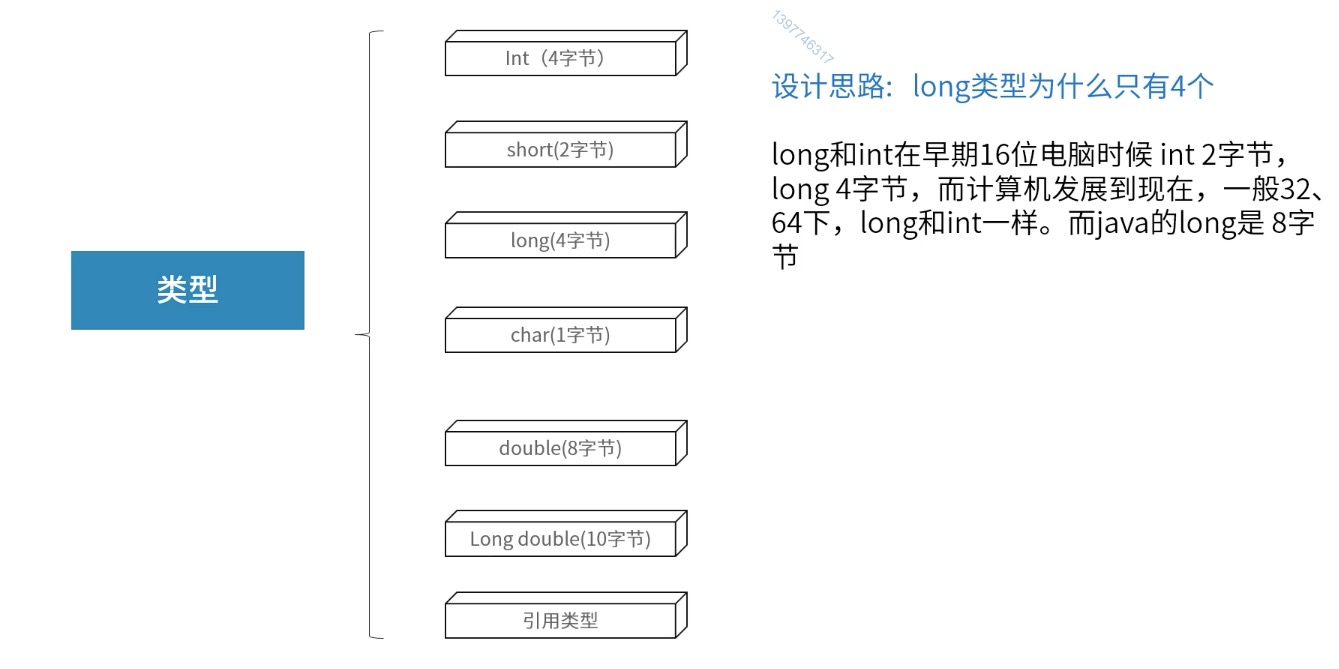 类型
Int（4字节）
short(2字节)
long(4字节)
char(1字节)
double(8字节)
Long double(10字节)
引用类型
1397746317
设计思路:  long类型为什么只有4个
long和int在早期16位电脑时候 int 2字节，
long 4字节，而计算机发展到现在，一般32、
64下，long和int一样。而java的long是 8字
节